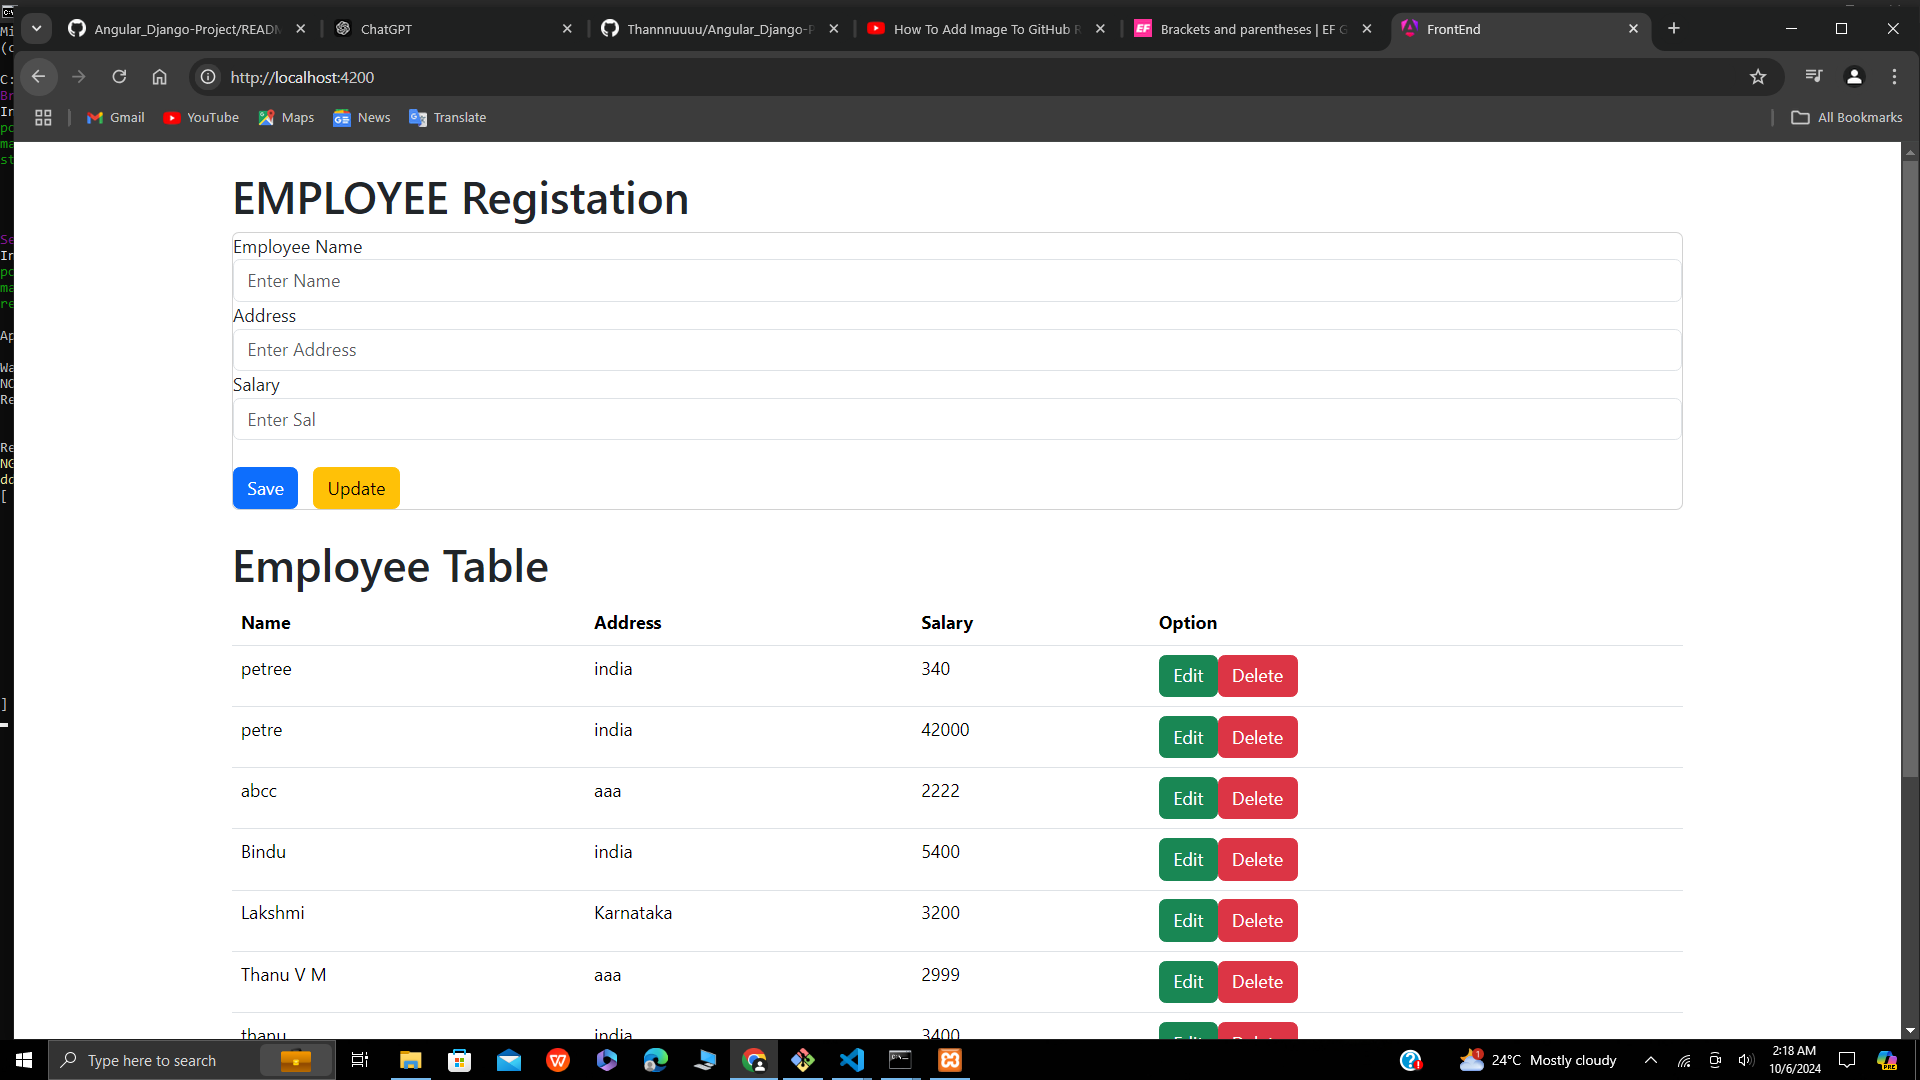 Angular_Django-Project/READM
ChatGPT
Thannnuuuu/Angular_Django-P
How To Add Image To GitHub R
Brackets and parentheses | EF G
FrontEnd
http://localhost:4200
Gmail
YouTube
Maps
News
Translate
All Bookmarks
EMPLOYEE Registation
Employee Name
Enter Name
Address
Enter Address
Salary
Enter Sal
Save Update
Employee Table
Name Address Salary Option
petree india 340 Edit Delete
petre india 42000 Edit Delete
abcc aaa 2222 Edit Delete
Bindu india 5400 Edit Delete
Lakshmi Karnataka 3200 Edit Delete
Thanu V M aaa 2999 Edit Delete
thanu india 3400 Edit Delete
Type here to search
24°C Mostly cloudy
2:18 AM
10/6/2024